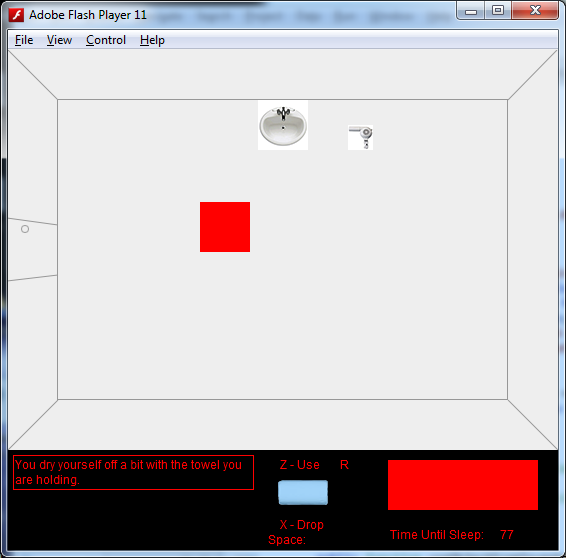 Adobe Flash Player 11
File View Control Help
You dry yourself off a bit with the towel you
are holding.
Z - Use R
X - Drop
Space:
Time Until Sleep: 77